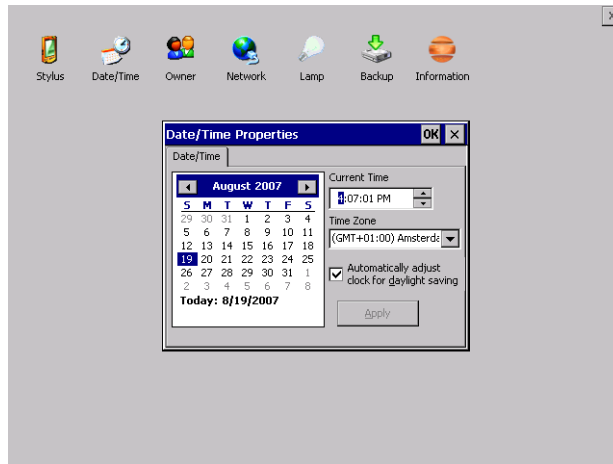 Stylus Date/Time Owner Network Lamp Backup Information
Date/Time Properties OK
Date/Time
August 2007
S M T W T F S
29 30 31 1 2 3 4
5 6 7 8 9 10 11
12 13 14 15 16 17 18
19 20 21 22 23 24 25
26 27 28 29 30 31 1
2 3 4 5 6 7 8
Today: 8/19/2007
Current Time
4:07:01 PM
Time Zone
(GMT+01:00) Amsterda
Automatically adjust
clock for daylight saving
Apply